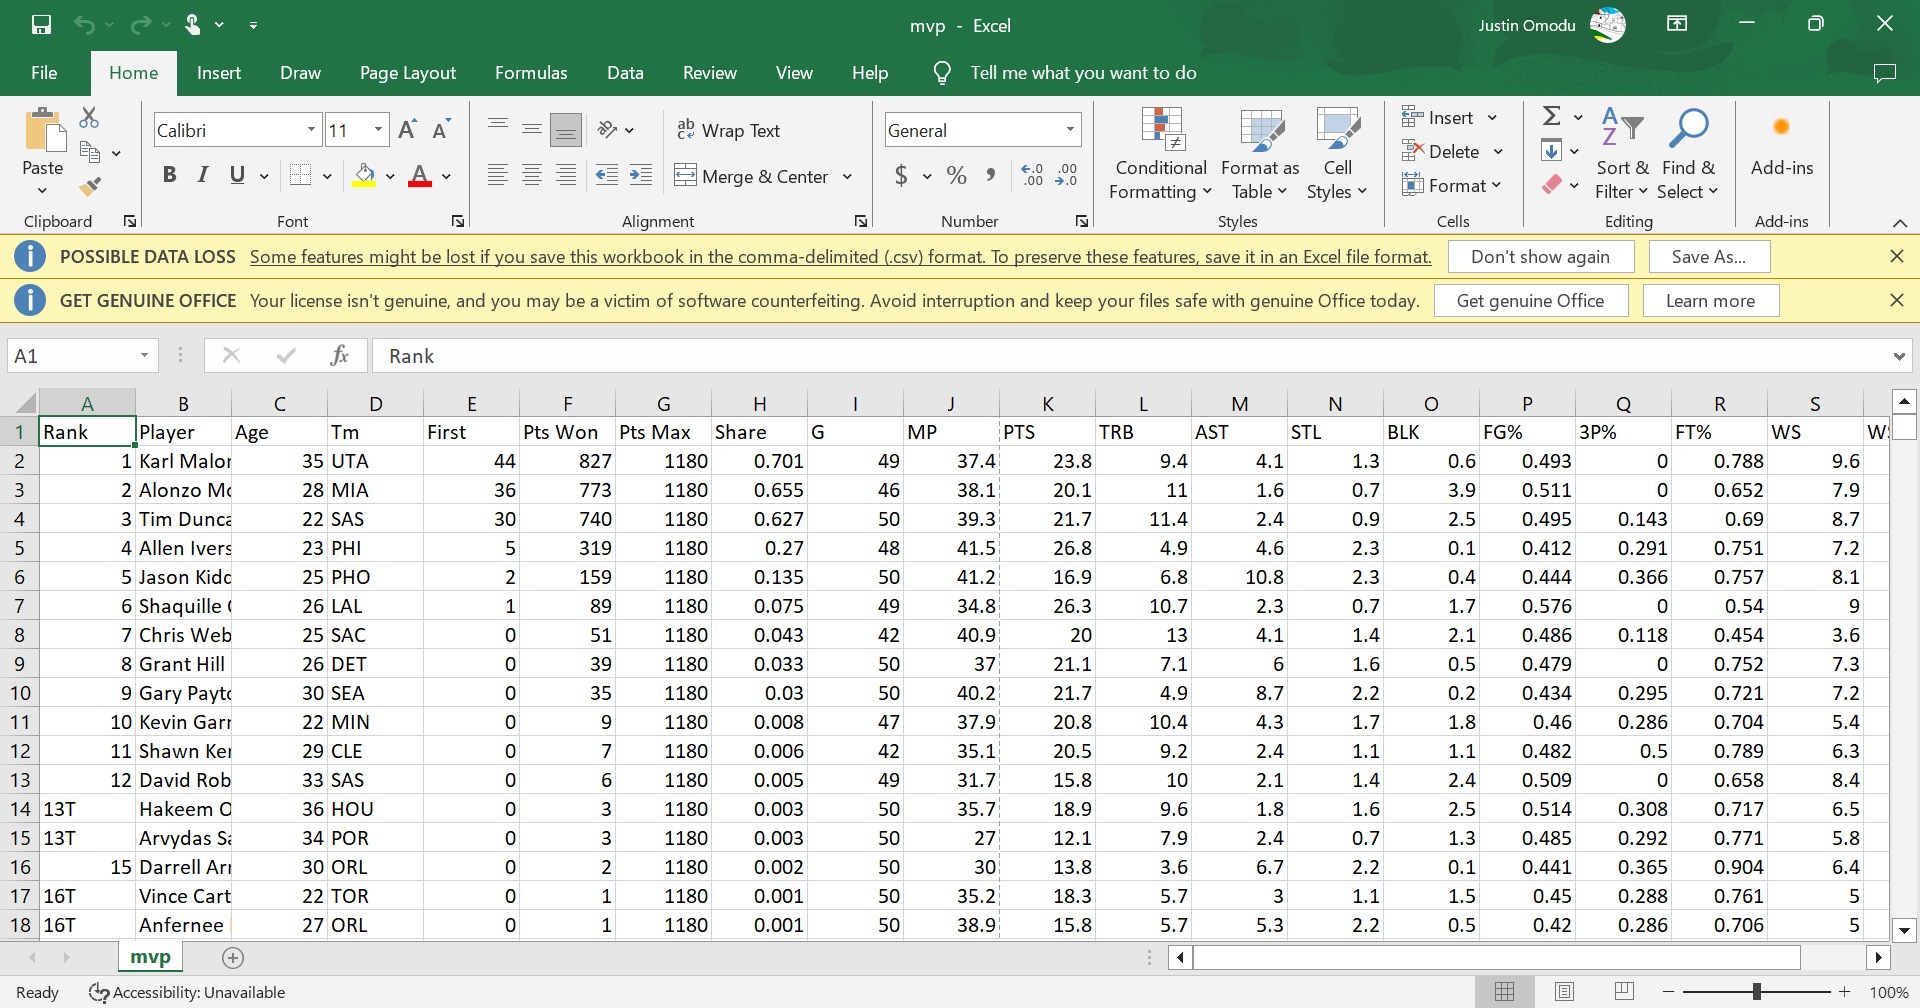 mvp - Excel
Justin Omodu
File Home Insert Draw Page Layout Formulas Data Review View Help Tell me what you want to do
Paste
Clipboard
Calibri 11
B I U
Font
Wrap Text
Merge & Center
Alignment
General
$ % ,
Number
Conditional Formatting
Format as Table
Cell Styles
Styles
Insert
Delete
Format
Cells
Sort & Filter
Find & Select
Editing
Add-ins
Add-ins
POSSIBLE DATA LOSS Some features might be lost if you save this workbook in the comma-delimited (.csv) format. To preserve these features, save it in an Excel file format. Don't show again Save As...
GET GENUINE OFFICE Your license isn't genuine, and you may be a victim of software counterfeiting. Avoid interruption and keep your files safe with genuine Office today. Get genuine Office Learn more
A1 fx Rank
A B C D E F G H I J K L M N O P Q R S
1 Rank Player Age Tm First Pts Won Pts Max Share G MP PTS TRB AST STL BLK FG% 3P% FT% WS W
2 1 Karl Malor 35 UTA 44 827 1180 0.701 49 37.4 23.8 9.4 4.1 1.3 0.6 0.493 0 0.788 9.6
3 2 Alonzo Mo 28 MIA 36 773 1180 0.655 46 38.1 20.1 11 1.6 0.7 3.9 0.511 0 0.652 7.9
4 3 Tim Dunca 22 SAS 30 740 1180 0.627 50 39.3 21.7 11.4 2.4 0.9 2.5 0.495 0.143 0.69 8.7
5 4 Allen Ivers 23 PHI 5 319 1180 0.27 48 41.5 26.8 4.9 4.6 2.3 0.1 0.412 0.291 0.751 7.2
6 5 Jason Kidd 25 PHO 2 159 1180 0.135 50 41.2 16.9 6.8 10.8 2.3 0.4 0.444 0.366 0.757 8.1
7 6 Shaquille 26 LAL 1 89 1180 0.075 49 34.8 26.3 10.7 2.3 0.7 1.7 0.576 0 0.54 9
8 7 Chris Web 25 SAC 0 51 1180 0.043 42 40.9 20 13 4.1 1.4 2.1 0.486 0.118 0.454 3.6
9 8 Grant Hill 26 DET 0 39 1180 0.033 50 37 21.1 7.1 6 1.6 0.5 0.479 0 0.752 7.3
10 9 Gary Payto 30 SEA 0 35 1180 0.03 50 40.2 21.7 4.9 8.7 2.2 0.2 0.434 0.295 0.721 7.2
11 10 Kevin Garr 22 MIN 0 9 1180 0.008 47 37.9 20.8 10.4 4.3 1.7 1.8 0.46 0.286 0.704 5.4
12 11 Shawn Ker 29 CLE 0 7 1180 0.006 42 35.1 20.5 9.2 2.4 1.1 1.1 0.482 0.5 0.789 6.3
13 12 David Rob 33 SAS 0 6 1180 0.005 49 31.7 15.8 10 2.1 1.4 2.4 0.509 0 0.658 8.4
14 13T Hakeem O 36 HOU 0 3 1180 0.003 50 35.7 18.9 9.6 1.8 1.6 2.5 0.514 0.308 0.717 6.5
15 13T Arvydas Sa 34 POR 0 3 1180 0.003 50 27 12.1 7.9 2.4 0.7 1.3 0.485 0.292 0.771 5.8
16 15 Darrell Arr 30 ORL 0 2 1180 0.002 50 30 13.8 3.6 6.7 2.2 0.1 0.441 0.365 0.904 6.4
17 16T Vince Cart 22 TOR 0 1 1180 0.001 50 35.2 18.3 5.7 3 1.1 1.5 0.45 0.288 0.761 5
18 16T Anfernee 27 ORL 0 1 1180 0.001 50 38.9 15.8 5.7 5.3 2.2 0.5 0.42 0.286 0.706 5
mvp
Ready Accessibility: Unavailable 100%